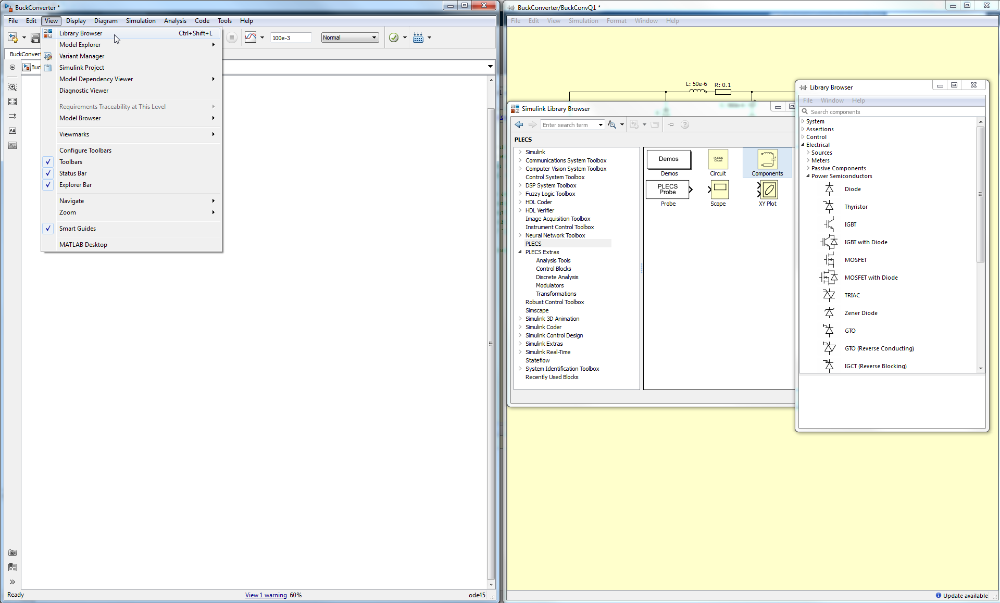 BuckConverter *
File Edit View Display Diagram Simulation Analysis Code Tools Help
100e-3
Normal
BuckConvert
Buc
Library Browser Ctrl+Shift+L
Model Explorer
Variant Manager
Simulink Project
Model Dependency Viewer
Diagnostic Viewer
Requirements Traceability at This Level
Model Browser
Viewmarks
Configure Toolbars
Toolbars
Status Bar
Explorer Bar
Navigate
Zoom
Smart Guides
MATLAB Desktop
Ready
View 1 warning 60%
ode45
BuckConverter/BuckConvQ1 *
File Edit View Simulation Format Window Help
L: 50e-6 R: 0.1
Simulink Library Browser
Enter search term
PLECS
Simulink
Communications System Toolbox
Computer Vision System Toolbox
Control System Toolbox
DSP System Toolbox
Fuzzy Logic Toolbox
HDL Coder
HDL Verifier
Image Acquisition Toolbox
Instrument Control Toolbox
Neural Network Toolbox
PLECS
PLECS Extras
Analysis Tools
Control Blocks
Discrete Analysis
Modulators
Transformations
Robust Control Toolbox
Simscape
Simulink 3D Animation
Simulink Coder
Simulink Control Design
Simulink Extras
Simulink Real-Time
Stateflow
System Identification Toolbox
Recently Used Blocks
Demos
Demos
PLECS
Circuit
Circuit
Components
PLECS
Probe
Probe
Scope
XY Plot
Library Browser
File Window Help
Search components
System
Assertions
Control
Electrical
Sources
Meters
Passive Components
Power Semiconductors
Diode
Thyristor
IGBT
IGBT with Diode
MOSFET
MOSFET with Diode
TRIAC
Zener Diode
GTO
GTO (Reverse Conducting)
IGCT (Reverse Blocking)
Update available